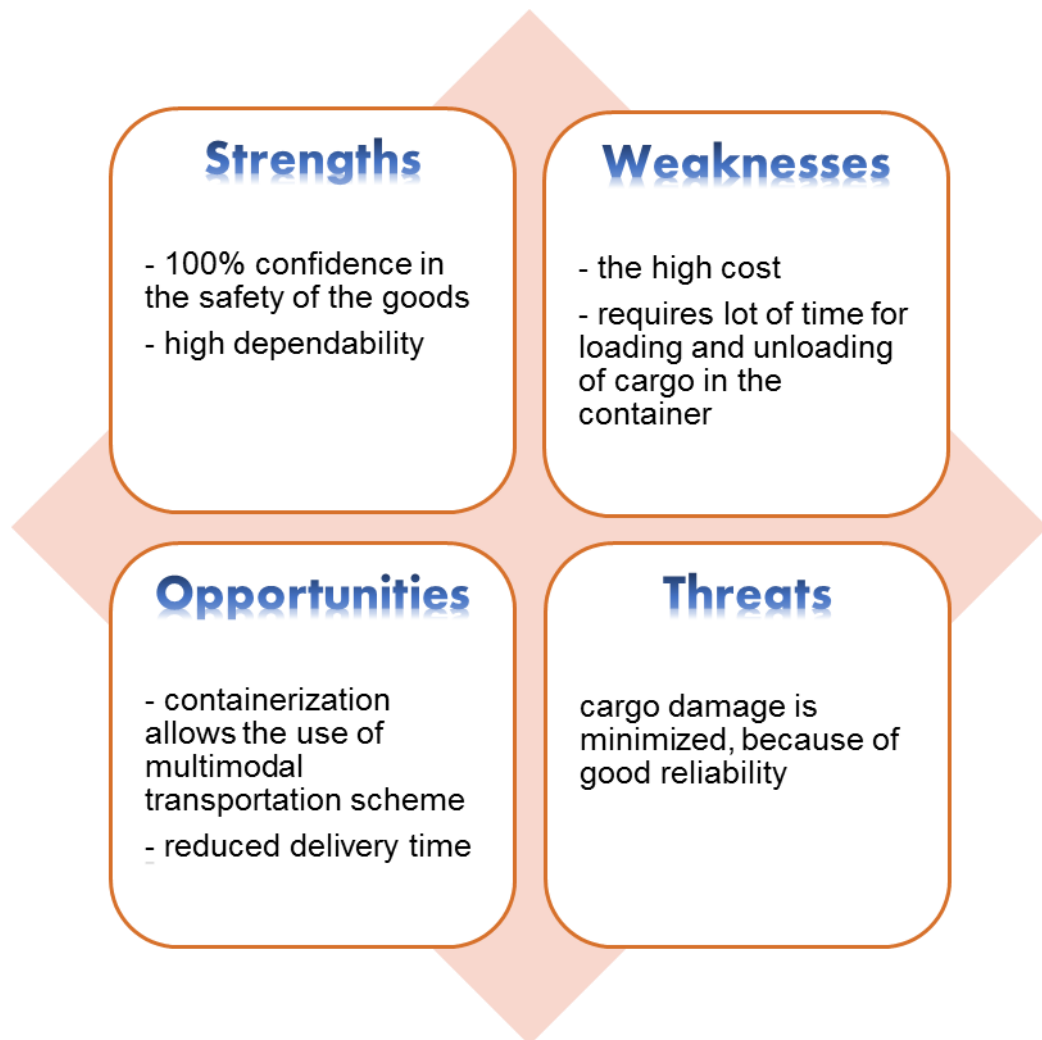 Strengths
- 100% confidence in
the safety of the goods
- high dependability
Weaknesses
- the high cost
- requires lot of time for
loading and unloading
of cargo in the
container
Opportunities
- containerization
allows the use of
multimodal
transportation scheme
- reduced delivery time
Threats
cargo damage is
minimized, because of
good reliability